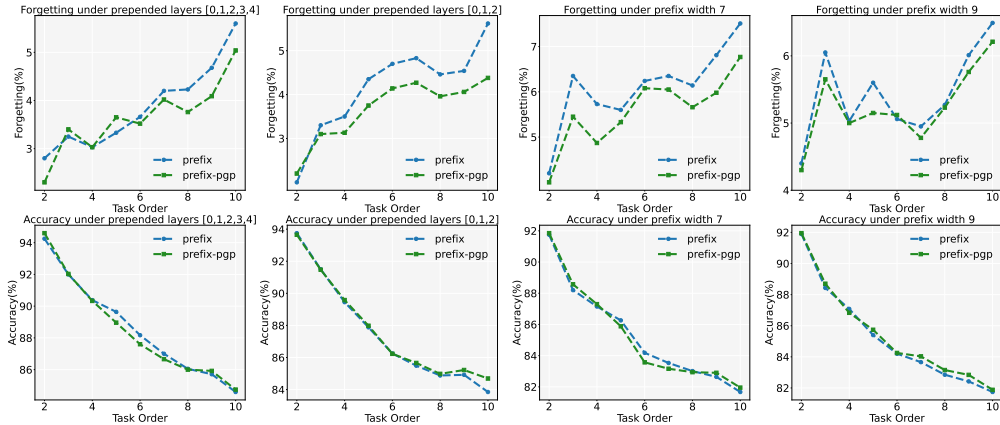 Forgetting under prepended layers [0,1,2,3,4]
Forgetting(%)
5
4
3
prefix
prefix-pgp
2 4 6 8 10
Task Order
Forgetting under prepended layers [0,1,2]
Forgetting(%)
5
4
3
prefix
prefix-pgp
2 4 6 8 10
Task Order
Forgetting under prefix width 7
Forgetting(%)
7
6
5
prefix
prefix-pgp
2 4 6 8 10
Task Order
Forgetting under prefix width 9
Forgetting(%)
6
5
4
prefix
prefix-pgp
2 4 6 8 10
Task Order
Accuracy under prepended layers [0,1,2,3,4]
Accuracy(%)
94
92
90
88
86
prefix
prefix-pgp
2 4 6 8 10
Task Order
Accuracy under prepended layers [0,1,2]
Accuracy(%)
94
92
90
88
86
84
prefix
prefix-pgp
2 4 6 8 10
Task Order
Accuracy under prefix width 7
Accuracy(%)
92
90
88
86
84
82
prefix
prefix-pgp
2 4 6 8 10
Task Order
Accuracy under prefix width 9
Accuracy(%)
92
90
88
86
84
82
prefix
prefix-pgp
2 4 6 8 10
Task Order